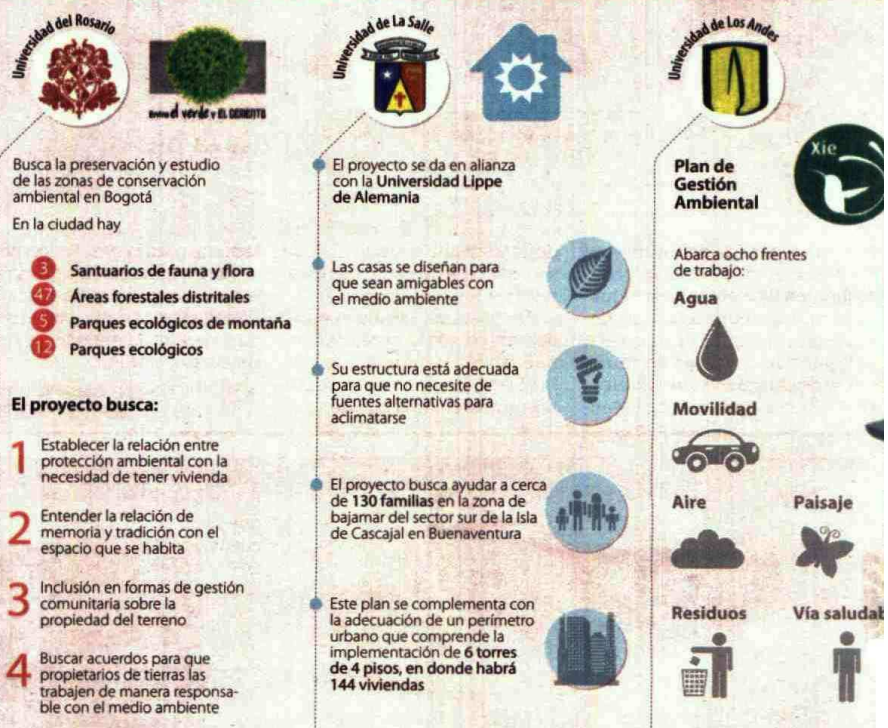 Universidad del Rosario
Entre el verde y EL CEMENTO
Busca la preservación y estudio
de las zonas de conservación
ambiental en Bogotá
En la ciudad hay
3 Santuarios de fauna y flora
47 Áreas forestales distritales
5 Parques ecológicos de montaña
12 Parques ecológicos
El proyecto busca:
1 Establecer la relación entre
protección ambiental con la
necesidad de tener vivienda
2 Entender la relación de
memoria y tradición con el
espacio que se habita
3 Inclusión en formas de gestión
comunitaria sobre la
propiedad del terreno
4 Buscar acuerdos para que
propietarios de tierras las
trabajen de manera responsa-
ble con el medio ambiente
Universidad de La Salle
El proyecto se da en alianza
con la Universidad Lippe
de Alemania
Las casas se diseñan para
que sean amigables con
el medio ambiente
Su estructura está adecuada
para que no necesite de
fuentes alternativas para
aclimatarse
El proyecto busca ayudar a cerca
de 130 familias en la zona de
bajamar del sector sur de la Isla
de Cascajal en Buenaventura
Este plan se complementa con
la adecuación de un perímetro
urbano que comprende la
implementación de 6 torres
de 4 pisos, en donde habrá
144 viviendas
Universidad de Los Andes
Plan de
Gestión
Ambiental
Xie
Abarca ocho frentes
de trabajo:
Agua
Movilidad
Aire
Paisaje
Residuos
Vía saludab